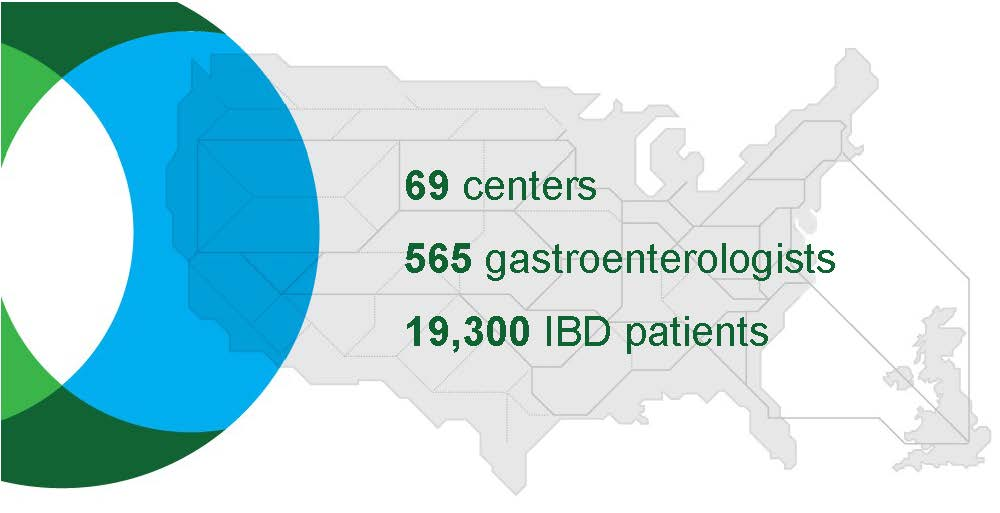 69 centers
565 gastroenterologists
19,300 IBD patients